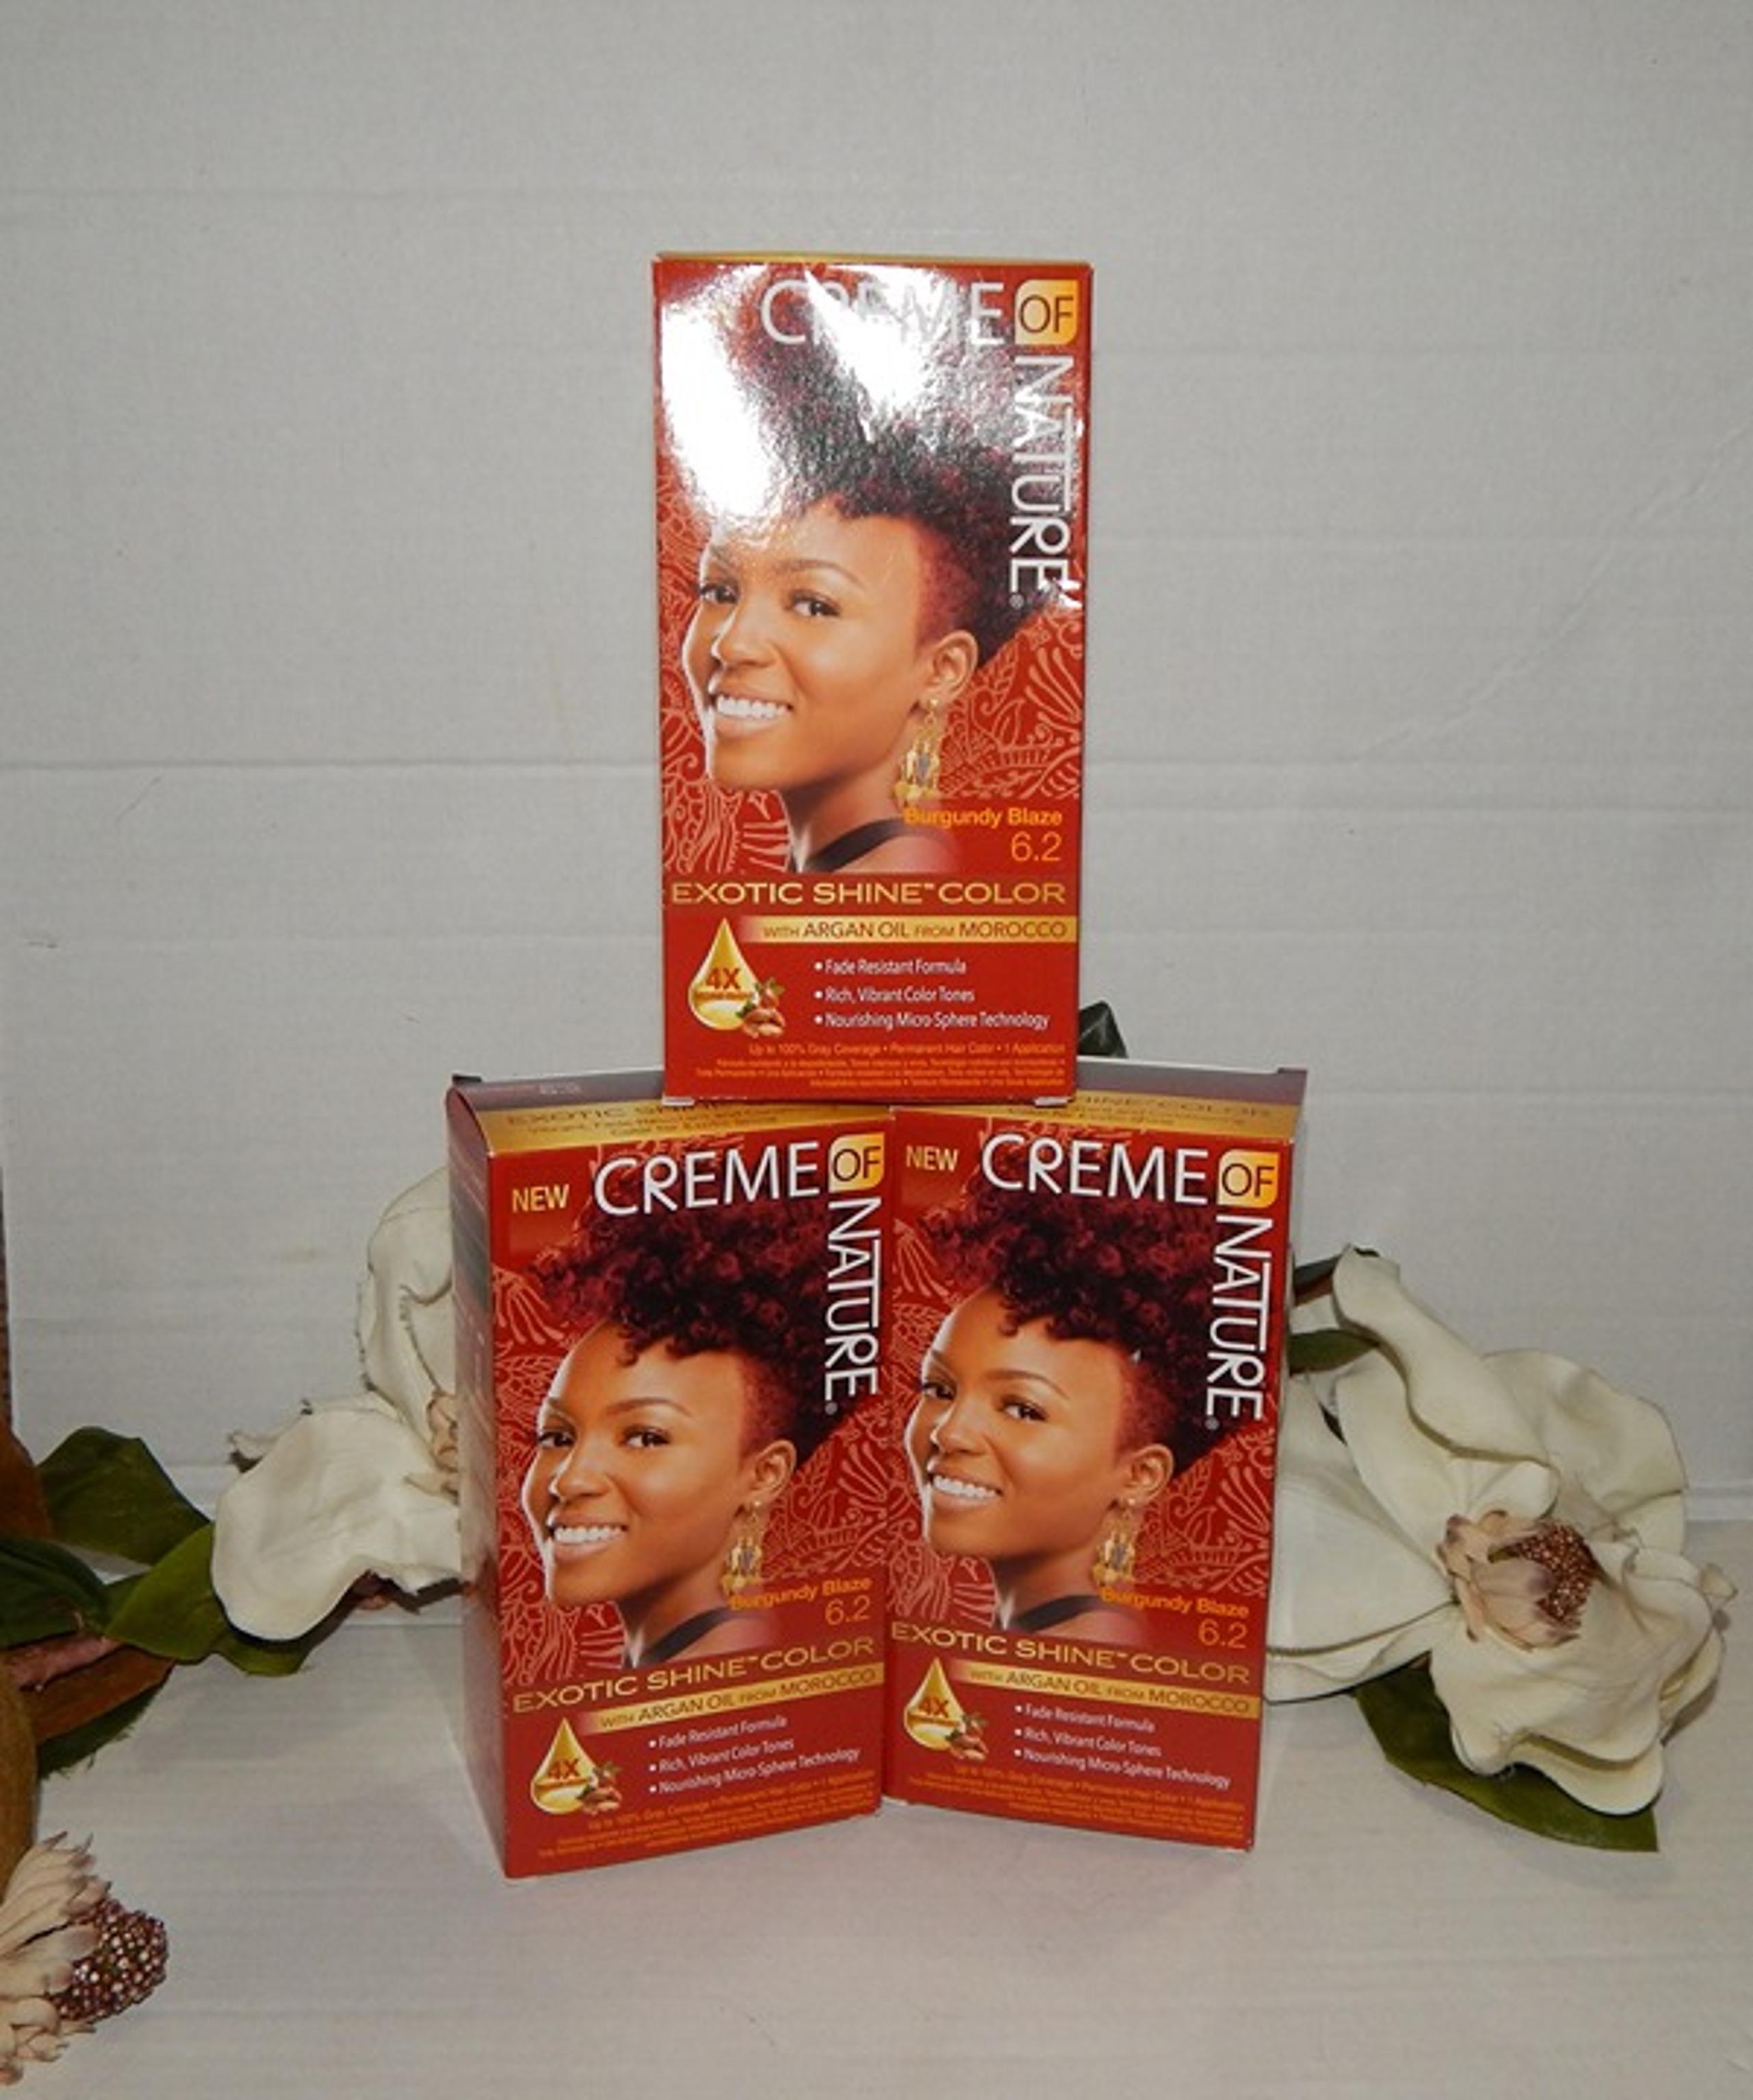 CREME OF
NATURE®
Burgundy Blaze
6.2
EXOTIC SHINE™ COLOR
WITH ARGAN OIL FROM MOROCCO
4X
• Fade Resistant Formula
• Rich, Vibrant Color Tones
• Nourishing Micro-Sphere Technology
Up to 100% Gray Coverage • Permanent Hair Color • 1 Application
NEW
CREME OF
NATURE®
Burgundy Blaze
6.2
EXOTIC SHINE™ COLOR
WITH ARGAN OIL FROM MOROCCO
4X
• Fade Resistant Formula
• Rich, Vibrant Color Tones
• Nourishing Micro-Sphere Technology
Up to 100% Gray Coverage • Permanent Hair Color • 1
NEW
CREME OF
NATURE®
Burgundy Blaze
6.2
EXOTIC SHINE™ COLOR
WITH ARGAN OIL FROM MOROCCO
4X
• Fade Resistant Formula
• Rich, Vibrant Color Tones
• Nourishing Micro-Sphere Technology
Up to 100% Gray Coverage • Permanent Hair Color • 1